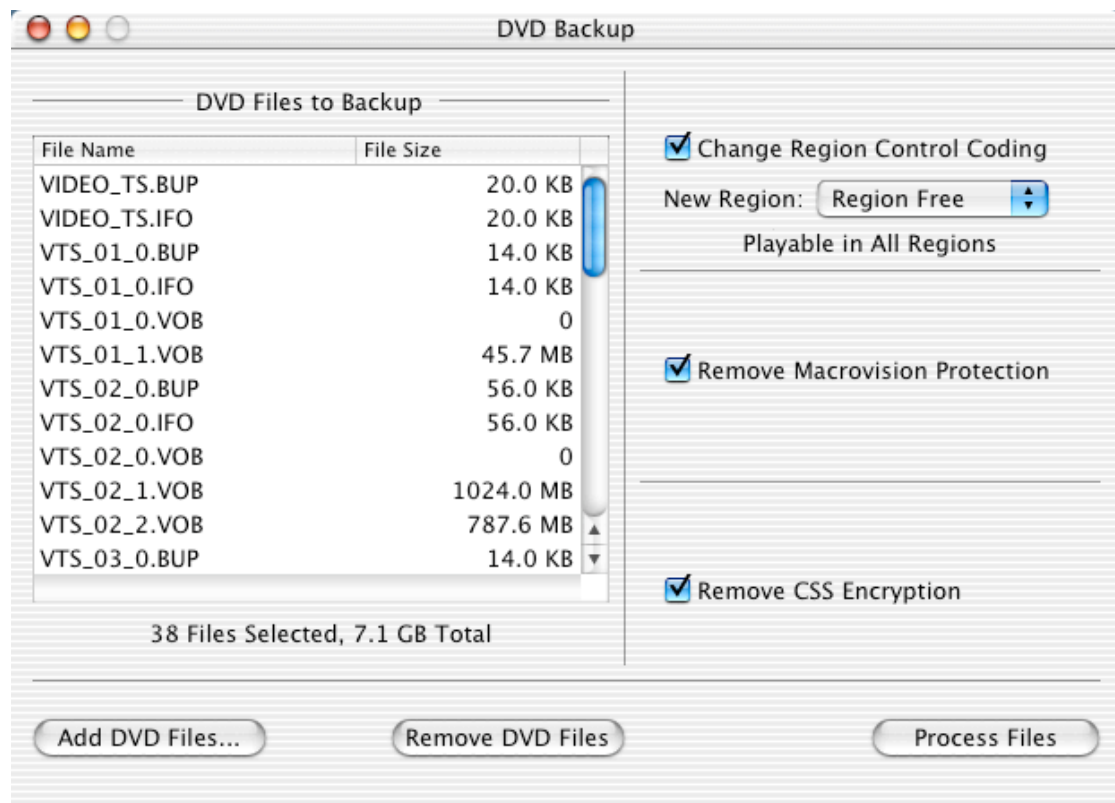 DVD Backup
DVD Files to Backup
File Name File Size
VIDEO_TS.BUP 20.0 KB
VIDEO_TS.IFO 20.0 KB
VTS_01_0.BUP 14.0 KB
VTS_01_0.IFO 14.0 KB
VTS_01_0.VOB 0
VTS_01_1.VOB 45.7 MB
VTS_02_0.BUP 56.0 KB
VTS_02_0.IFO 56.0 KB
VTS_02_0.VOB 0
VTS_02_1.VOB 1024.0 MB
VTS_02_2.VOB 787.6 MB
VTS_03_0.BUP 14.0 KB
38 Files Selected, 7.1 GB Total
Change Region Control Coding
New Region: Region Free
Playable in All Regions
Remove Macrovision Protection
Remove CSS Encryption
Add DVD Files... Remove DVD Files Process Files